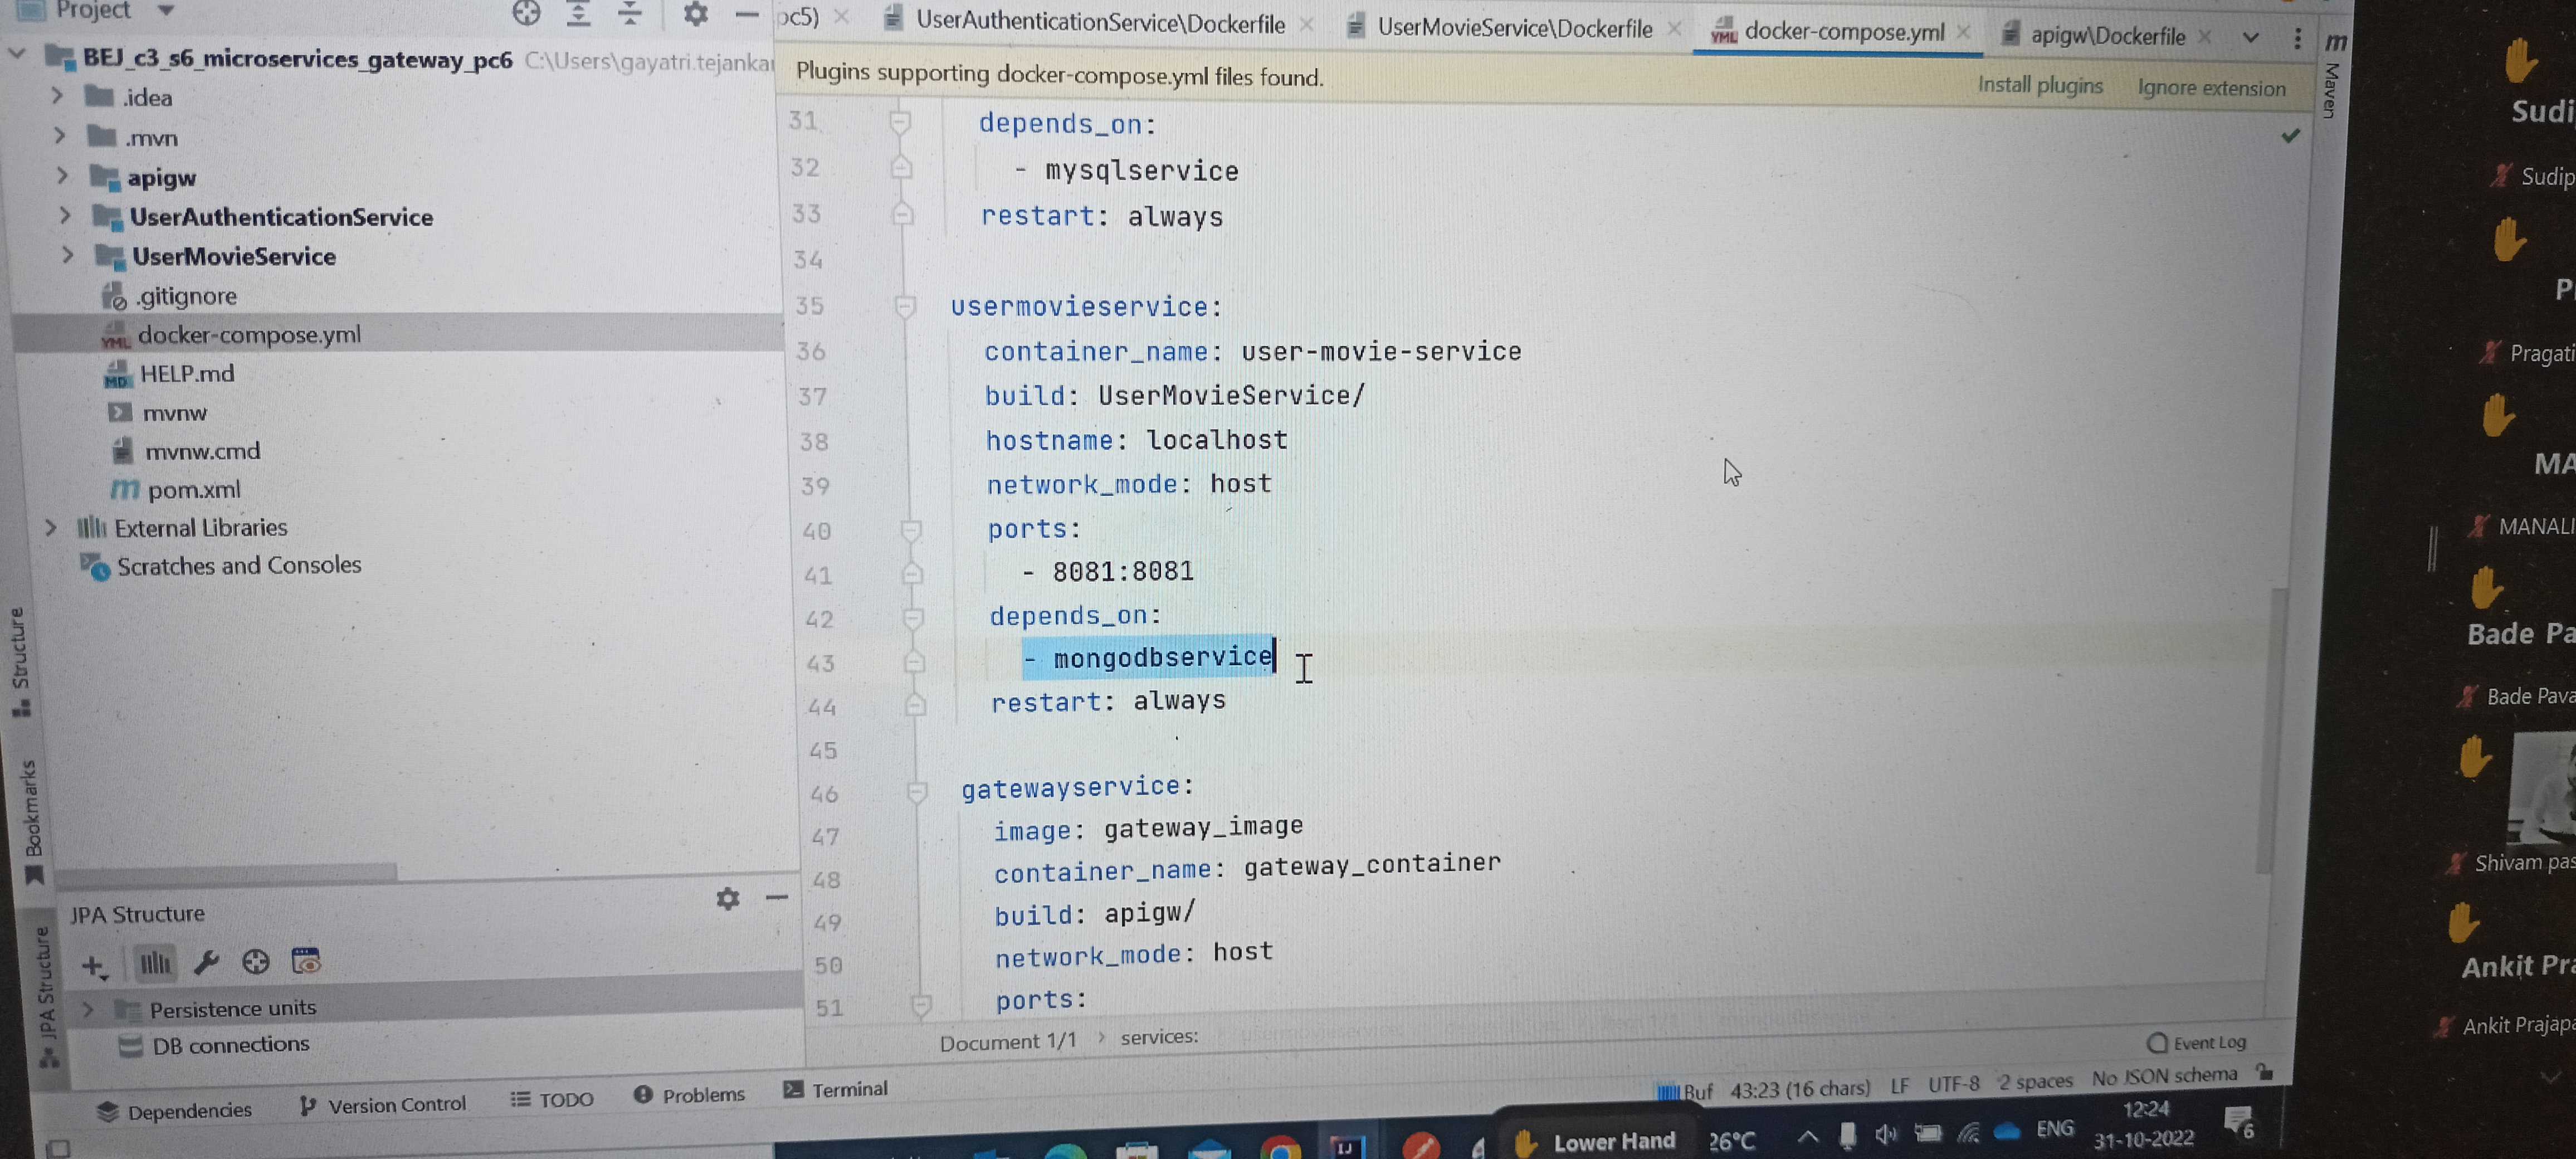 Project
pc5)
UserAuthenticationService\Dockerfile
UserMovieService\Dockerfile
docker-compose.yml
apigw\Dockerfile
BEJ_c3_s6_microservices_gateway_pc6 C:\Users\gayatri.tejankar
Plugins supporting docker-compose.yml files found.
Install plugins
Ignore extension
m
Maven
.idea
.mvn
apigw
UserAuthenticationService
UserMovieService
.gitignore
YML docker-compose.yml
MD HELP.md
mvnw
mvnw.cmd
m pom.xml
External Libraries
Scratches and Consoles
31 depends_on:
32 - mysqlservice
33 restart: always
34
35 usermovieservice:
36 container_name: user-movie-service
37 build: UserMovieService/
38 hostname: localhost
39 network_mode: host
40 ports:
41 - 8081:8081
42 depends_on:
43 - mongodbservice
44 restart: always
45
46 gatewayservice:
47 image: gateway_image
48 container_name: gateway_container
49 build: apigw/
50 network_mode: host
51 ports:
Document 1/1 › services:
Structure
Bookmarks
JPA Structure
JPA Structure
Persistence units
DB connections
Event Log
Dependencies
Version Control
TODO
Problems
Terminal
Buf 43:23 (16 chars) LF UTF-8 2 spaces No JSON schema
Lower Hand
26°C
ENG
12:24
31-10-2022
6
IJ
Sudi
Sudip
P
Pragati
MA
MANALI
Bade Pa
Bade Pava
Shivam pas
Ankit Pra
Ankit Prajapa